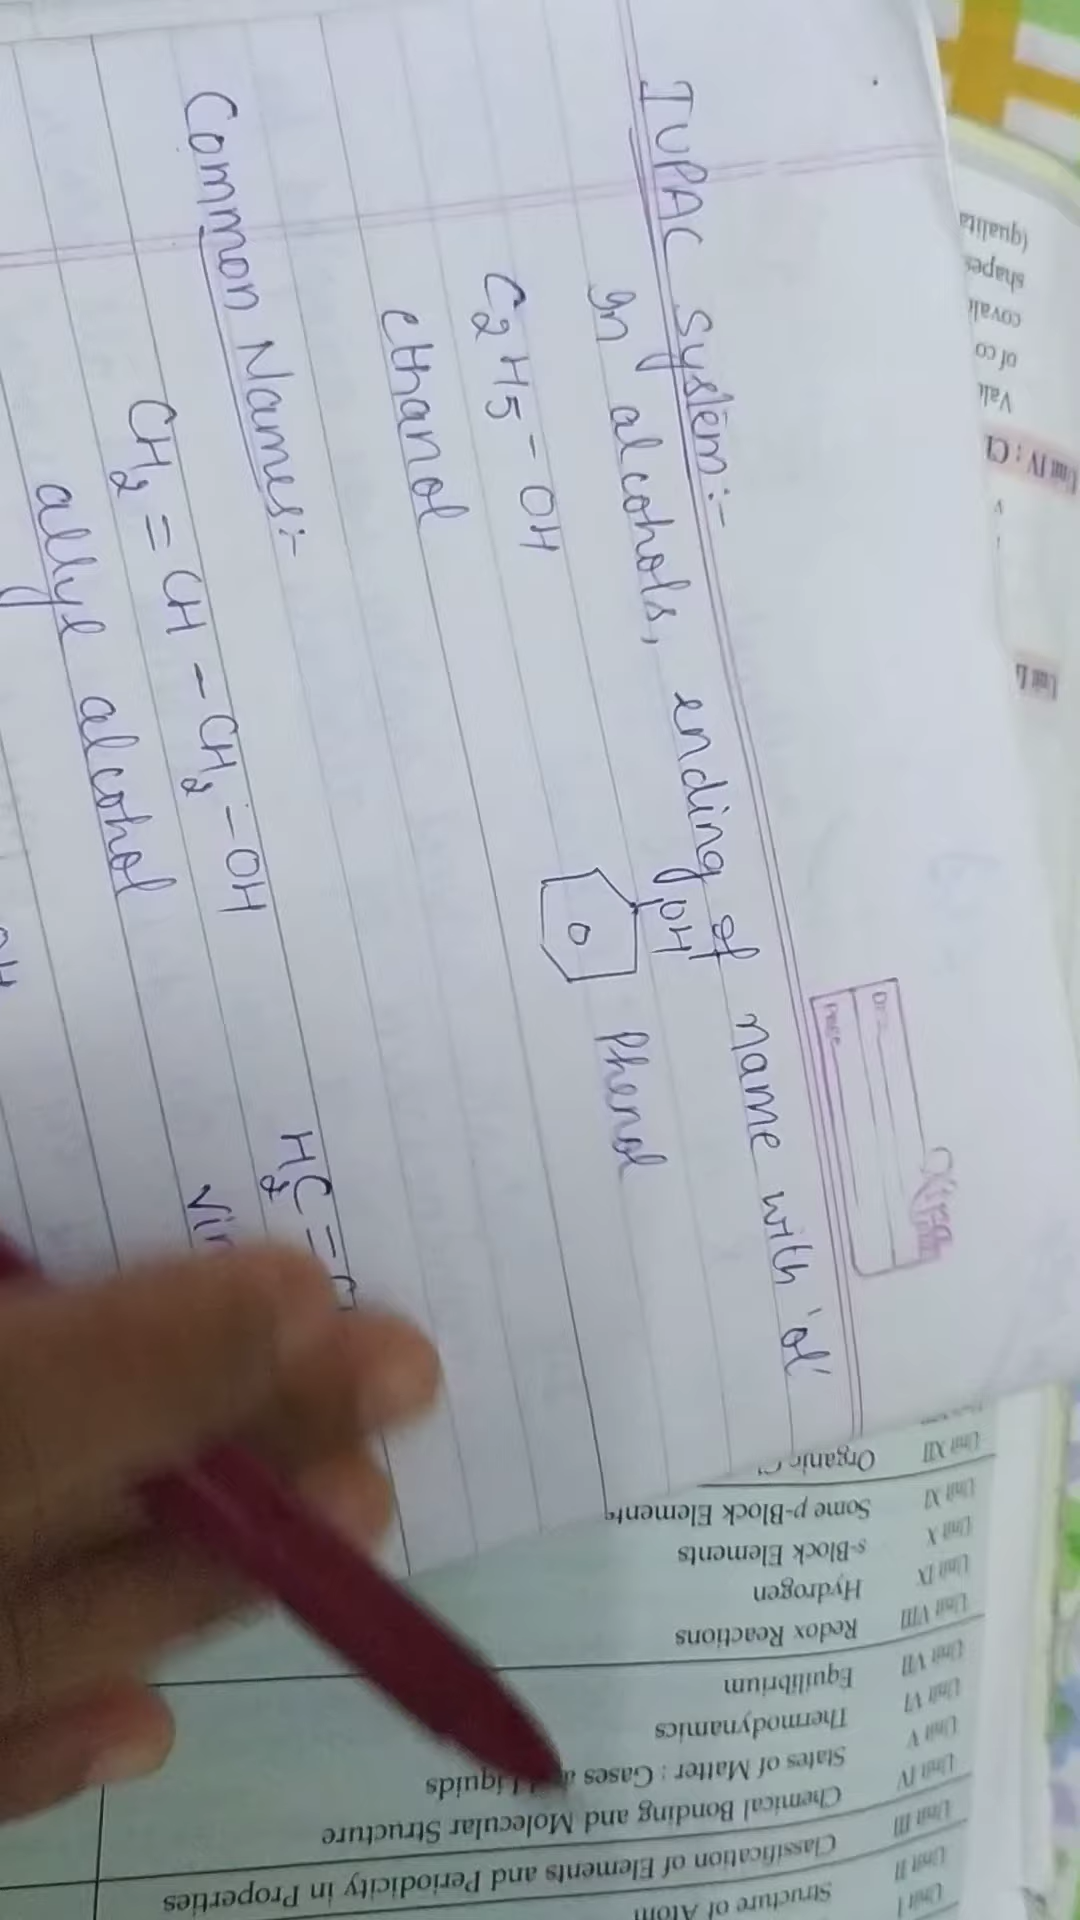 IUPAC System:-
In alcohols, ending of name with 'ol'
C2H5-OH
OH
Phenol
ethanol
Common Names:-
CH2 = CH - CH2 - OH
H2C =
allyl alcohol
Page
(qualita
shapes
covale
of co
Vale
Unit IV : Cl
Unit XII Organic
Unit XI Some p-Block Elements
Unit X s-Block Elements
Unit IX Hydrogen
Unit VIII Redox Reactions
Unit VII Equilibrium
Unit VI Thermodynamics
Unit V States of Matter : Gases Liquids
Unit IV Chemical Bonding and Molecular Structure
Unit III Classification of Elements and Periodicity in Properties
Unit II Structure of Atom
Unit I